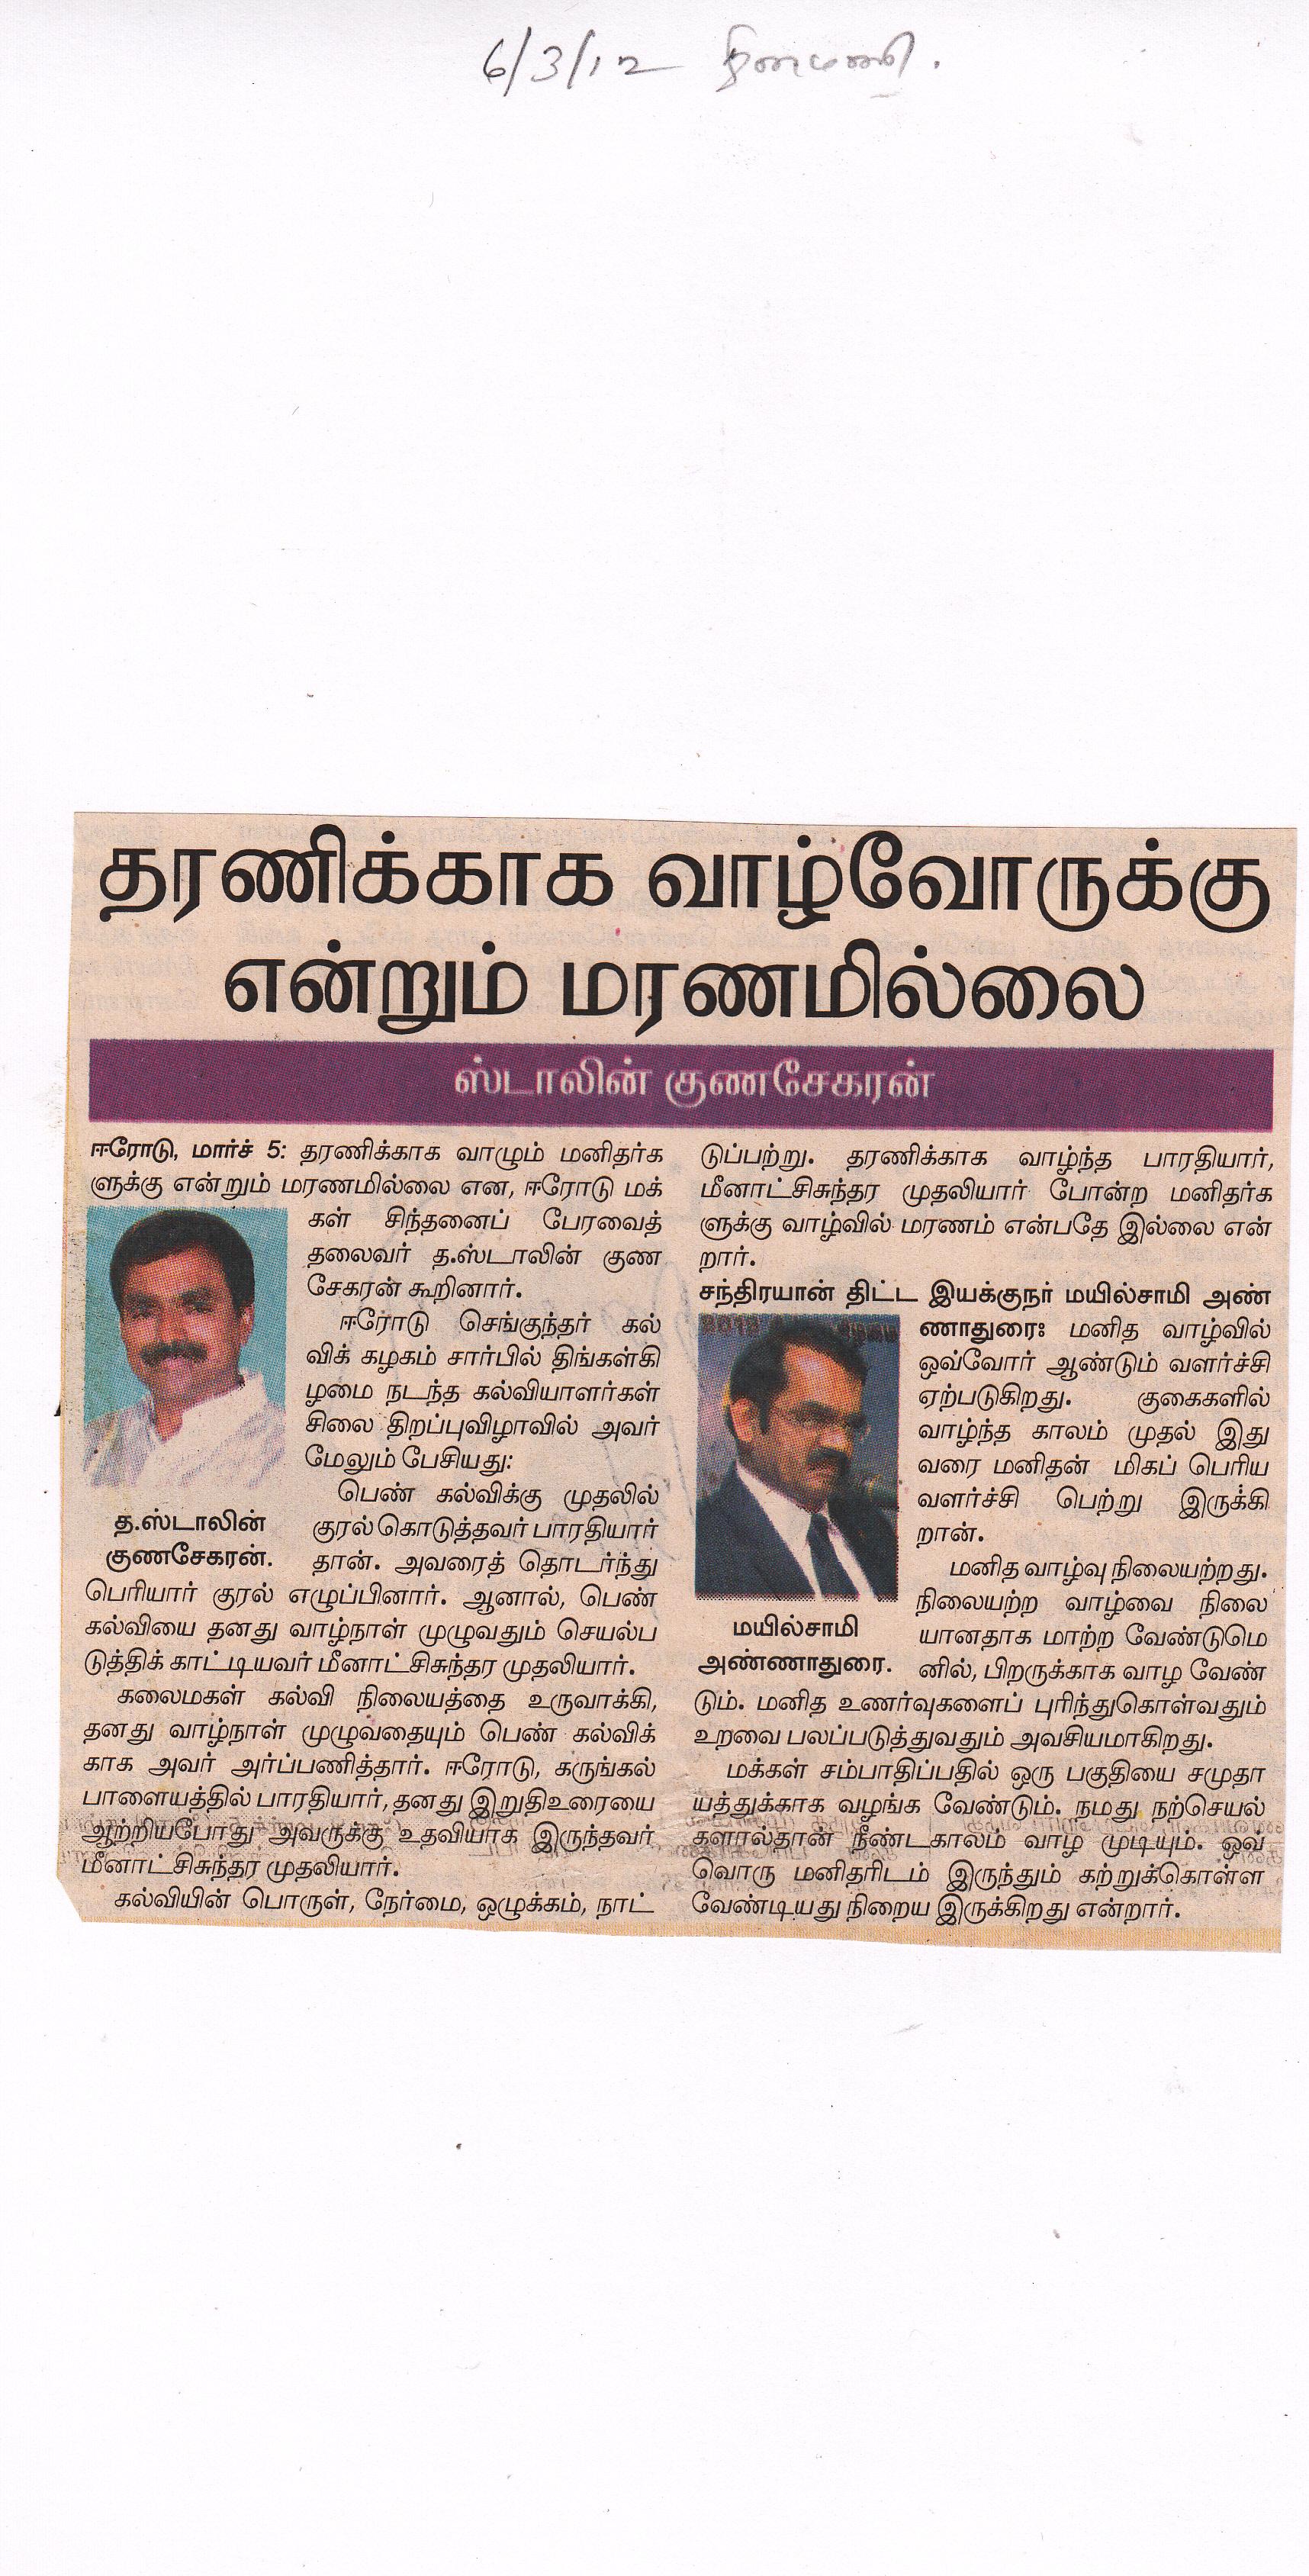 6/3/12 தினமணி.
தரணிக்காக வாழ்வோருக்கு
என்றும் மரணமில்லை
ஸ்டாலின் குணசேகரன்
ஈரோடு, மார்ச் 5: தரணிக்காக வாழும் மனிதர்க
ளுக்கு என்றும் மரணமில்லை என, ஈரோடு மக்
கள் சிந்தனைப் பேரவைத்
தலைவர் த.ஸ்டாலின் குண
சேகரன் கூறினார்.
ஈரோடு செங்குந்தர் கல்
விக் கழகம் சார்பில் திங்கள்கி
ழமை நடந்த கல்வியாளர்கள்
சிலை திறப்புவிழாவில் அவர்
மேலும் பேசியது:
பெண் கல்விக்கு முதலில்
குரல் கொடுத்தவர் பாரதியார்
தான். அவரைத் தொடர்ந்து
த.ஸ்டாலின்
குணசேகரன்.
பெரியார் குரல் எழுப்பினார். ஆனால், பெண்
கல்வியை தனது வாழ்நாள் முழுவதும் செயல்ப
டுத்திக் காட்டியவர் மீனாட்சிசுந்தர முதலியார்.
கலைமகள் கல்வி நிலையத்தை உருவாக்கி,
தனது வாழ்நாள் முழுவதையும் பெண் கல்விக்
காக அவர் அர்ப்பணித்தார். ஈரோடு, கருங்கல்
பாளையத்தில் பாரதியார், தனது இறுதிஉரையை
ஆற்றியபோது அவருக்கு உதவியாக இருந்தவர்
மீனாட்சிசுந்தர முதலியார்.
கல்வியின் பொருள், நேர்மை, ஒழுக்கம், நாட்
டுப்பற்று. தரணிக்காக வாழ்ந்த பாரதியார்,
மீனாட்சிசுந்தர முதலியார் போன்ற மனிதர்க
ளுக்கு வாழ்வில் மரணம் என்பதே இல்லை என்
றார்.
சந்திரயான் திட்ட இயக்குநர் மயில்சாமி அண்
ணாதுரை: மனித வாழ்வில்
ஒவ்வோர் ஆண்டும் வளர்ச்சி
ஏற்படுகிறது. குகைகளில்
வாழ்ந்த காலம் முதல் இது
வரை மனிதன் மிகப் பெரிய
வளர்ச்சி பெற்று இருக்கி
றான்.
மனித வாழ்வு நிலையற்றது.
நிலையற்ற வாழ்வை நிலை
யானதாக மாற்ற வேண்டுமெ
னில், பிறருக்காக வாழ வேண்
மயில்சாமி
அண்ணாதுரை.
டும். மனித உணர்வுகளைப் புரிந்துகொள்வதும்
உறவை பலப்படுத்துவதும் அவசியமாகிறது.
மக்கள் சம்பாதிப்பதில் ஒரு பகுதியை சமுதா
யத்துக்காக வழங்க வேண்டும். நமது நற்செயல்
களால்தான் நீண்டகாலம் வாழ முடியும். ஒவ்
வொரு மனிதரிடம் இருந்தும் கற்றுக்கொள்ள
வேண்டியது நிறைய இருக்கிறது என்றார்.